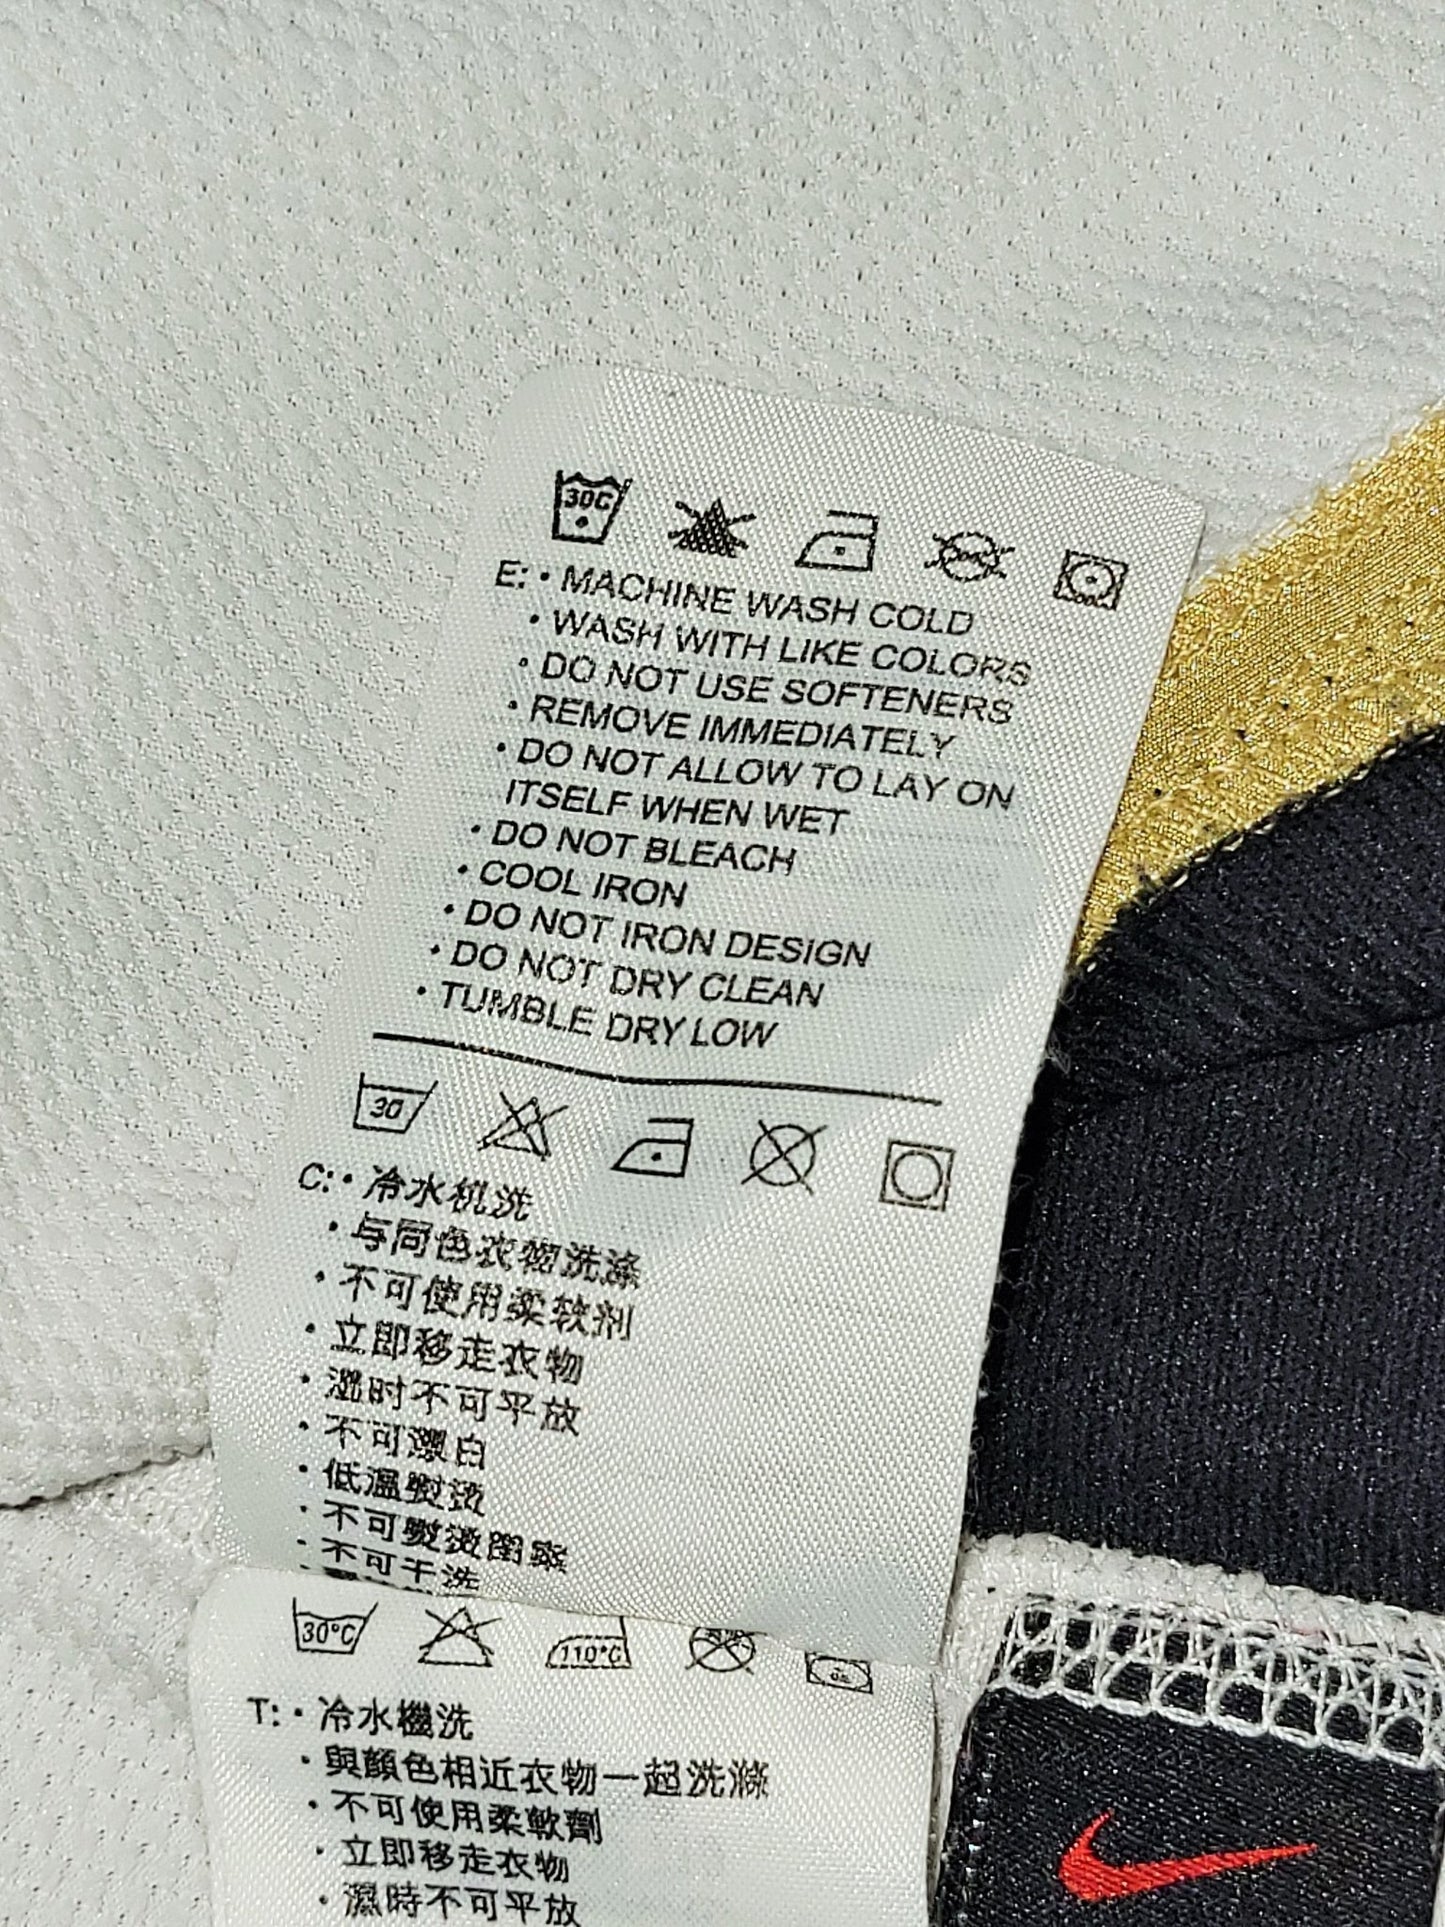 30C
E: • MACHINE WASH COLD
• WASH WITH LIKE COLORS
• DO NOT USE SOFTENERS
• REMOVE IMMEDIATELY
• DO NOT ALLOW TO LAY ON
ITSELF WHEN WET
• DO NOT BLEACH
• COOL IRON
• DO NOT IRON DESIGN
• DO NOT DRY CLEAN
• TUMBLE DRY LOW
30
C: • 冷水机洗
• 与同色衣物洗涤
• 不可使用柔软剂
• 立即移走衣物
• 湿时不可平放
• 不可漂白
• 低温熨烫
• 不可熨烫图案
• 不可干洗
30°C 110°C
T: • 冷水機洗
• 與顏色相近衣物一起洗滌
• 不可使用柔軟劑
• 立即移走衣物
• 濕時不可平放